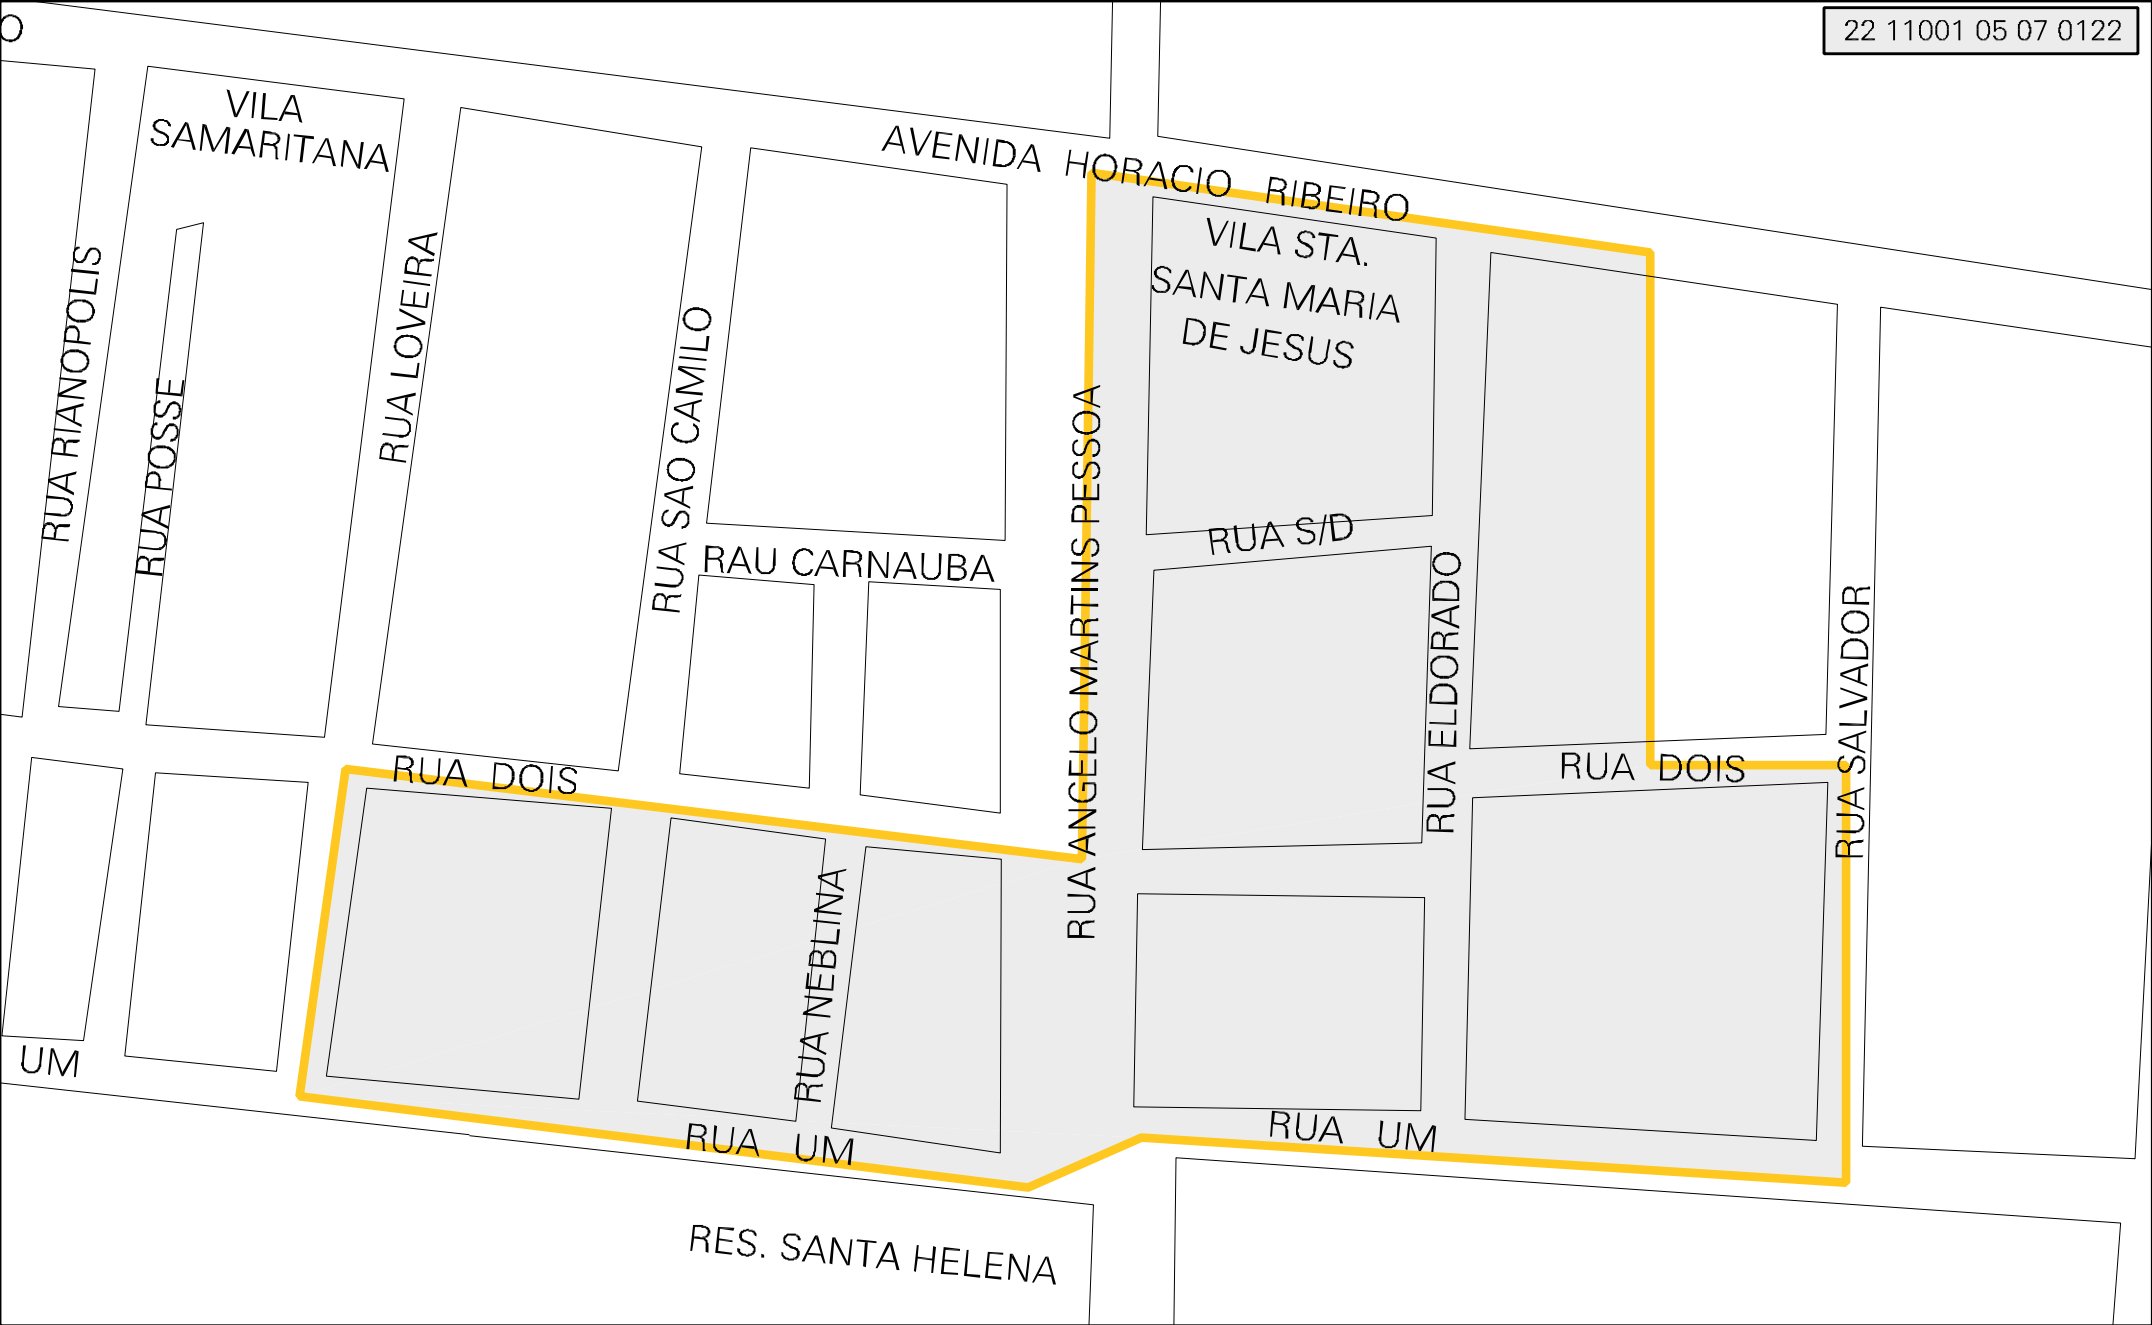 O
22 11001 05 07 0122
VILA
SAMARITANA
AVENIDA HORACIO RIBEIRO
VILA STA.
SANTA MARIA
DE JESUS
RUA RIANOPOLIS
RUA POSSE
RUA LOVEIRA
RUA SAO CAMILO
RAU CARNAUBA
RUA ANGELO MARTINS PESSOA
RUA S/D
RUA ELDORADO
RUA SALVADOR
RUA DOIS
RUA DOIS
RUA NEBLINA
UM
RUA UM
RUA UM
RES. SANTA HELENA